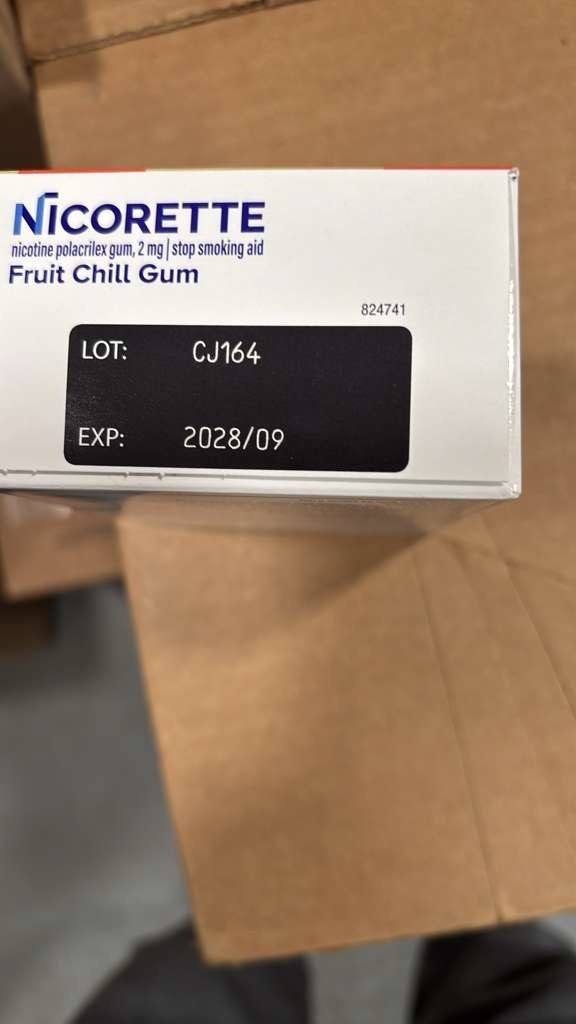 NICORETTE
nicotine polacrilex gum, 2 mg | stop smoking aid
Fruit Chill Gum
824741
LOT: CJ164
EXP: 2028/09